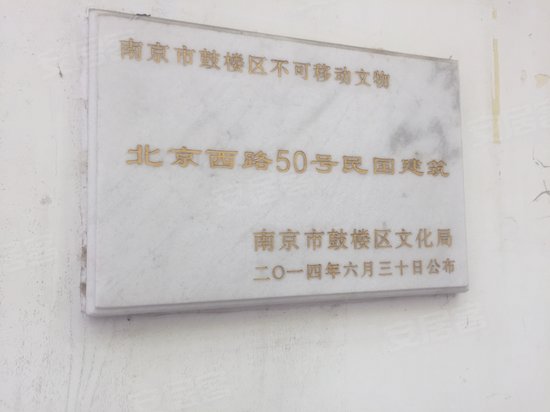 南京市鼓楼区不可移动文物
北京西路50号民国建筑
南京市鼓楼区文化局
二〇一四年六月三十日公布